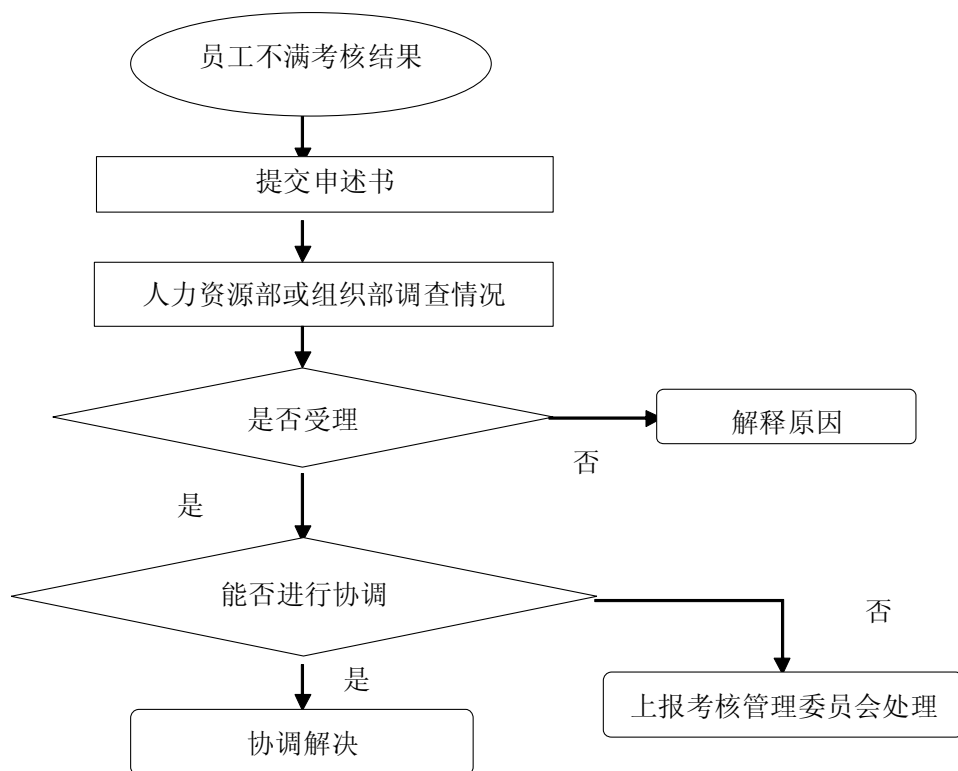 员工不满考核结果
提交申述书
人力资源部或组织部调查情况
是否受理
解释原因
否
是
能否进行协调
否
是
上报考核管理委员会处理
协调解决